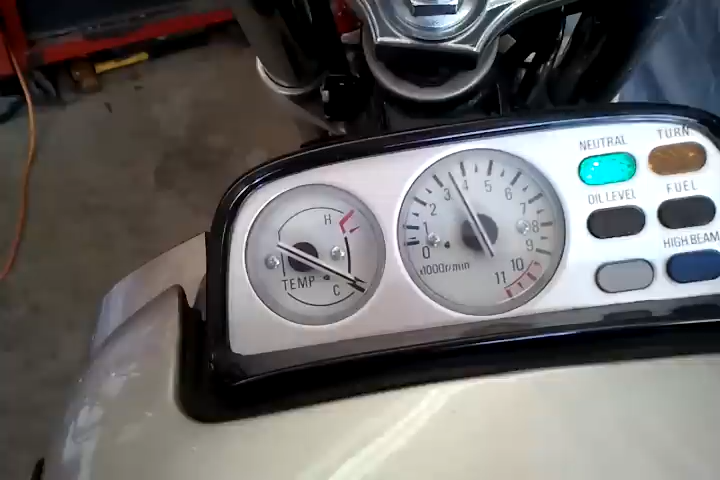 H
TEMP
C
0 1 2 3 4 5 6 7 8 9 10 11
x1000r/min
NEUTRAL
TURN
OIL LEVEL
FUEL
HIGH BEAM